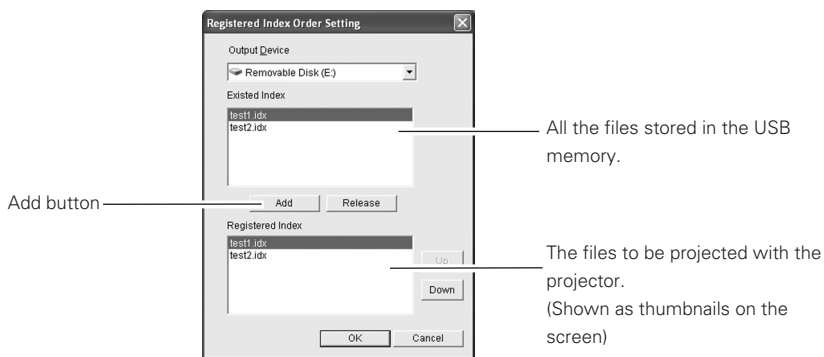 Registered Index Order Setting
Output Device
Removable Disk (E:)
Existed Index
test1.idx
test2.idx
All the files stored in the USB
memory.
Add button
Add
Release
Registered Index
test1.idx
test2.idx
Up
Down
The files to be projected with the
projector.
(Shown as thumbnails on the
screen)
OK
Cancel